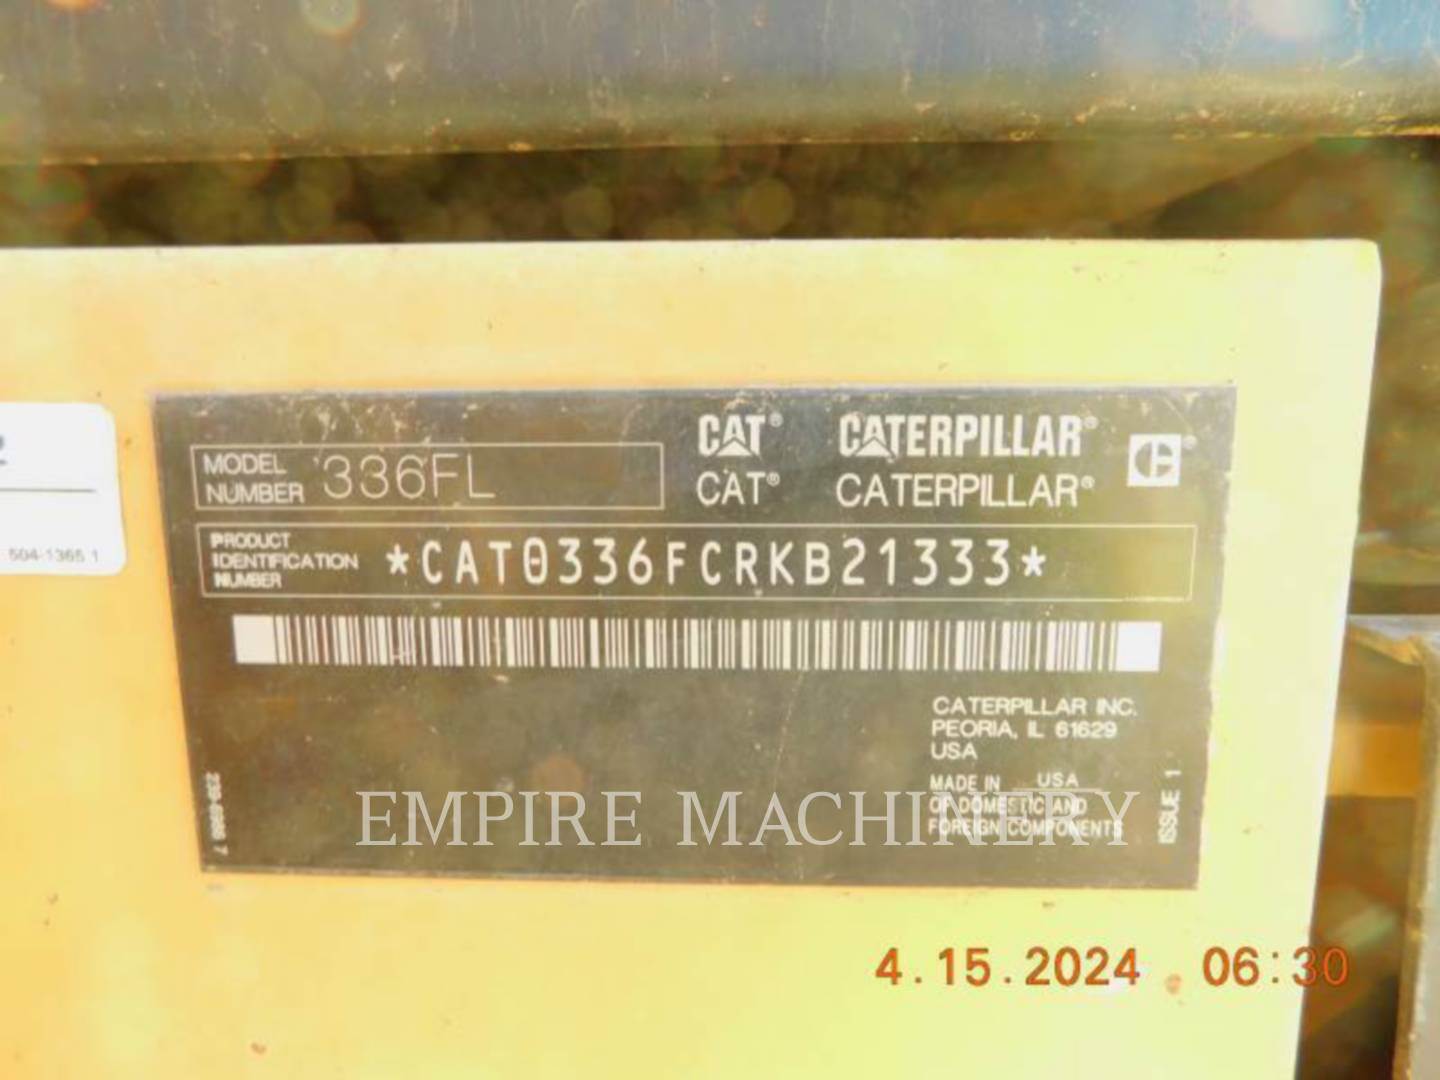 CAT® CATERPILLAR®
MODEL NUMBER 336FL
CAT® CATERPILLAR®
PRODUCT IDENTIFICATION NUMBER *CAT0336FCRKB21333*
504-1365 1
CATERPILLAR INC.
PEORIA, IL 61629
USA
MADE IN USA
OF DOMESTIC AND
FOREIGN COMPONENTS
ISSUE 1
EMPIRE MACHINERY
4.15.2024 06:30